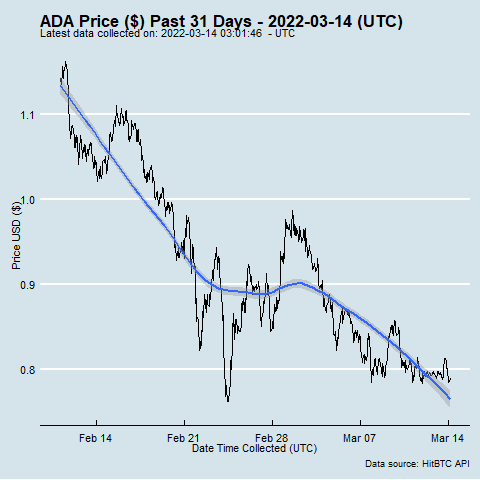 ADA Price ($) Past 31 Days - 2022-03-14 (UTC)
Latest data collected on: 2022-03-14 03:01:46  - UTC
1.1
1.0
0.9
0.8
Price USD ($)
Feb 14
Feb 21
Feb 28
Mar 07
Mar 14
Date Time Collected (UTC)
Data source: HitBTC API